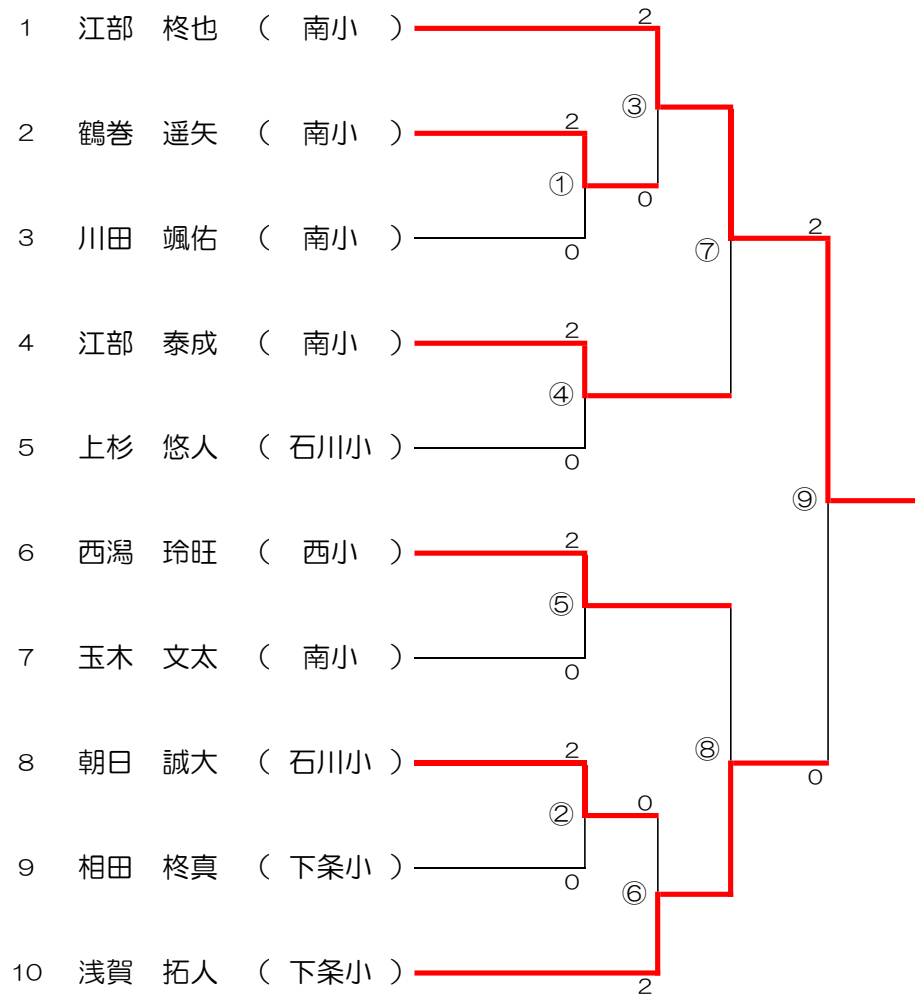 2
1 江部 柊也 （ 南小 ）
③
2 鶴巻 遥矢 （ 南小 ） 2
① 0
3 川田 颯佑 （ 南小 ） 0 ⑦ 2
4 江部 泰成 （ 南小 ） 2
④
5 上杉 悠人 （ 石川小 ） 0
⑨
6 西潟 玲旺 （ 西小 ） 2
⑤
7 玉木 文太 （ 南小 ） 0
8 朝日 誠大 （ 石川小 ） 2 ⑧ 0
② 0
9 相田 柊真 （ 下条小 ） 0
⑥
10 浅賀 拓人 （ 下条小 ） 2